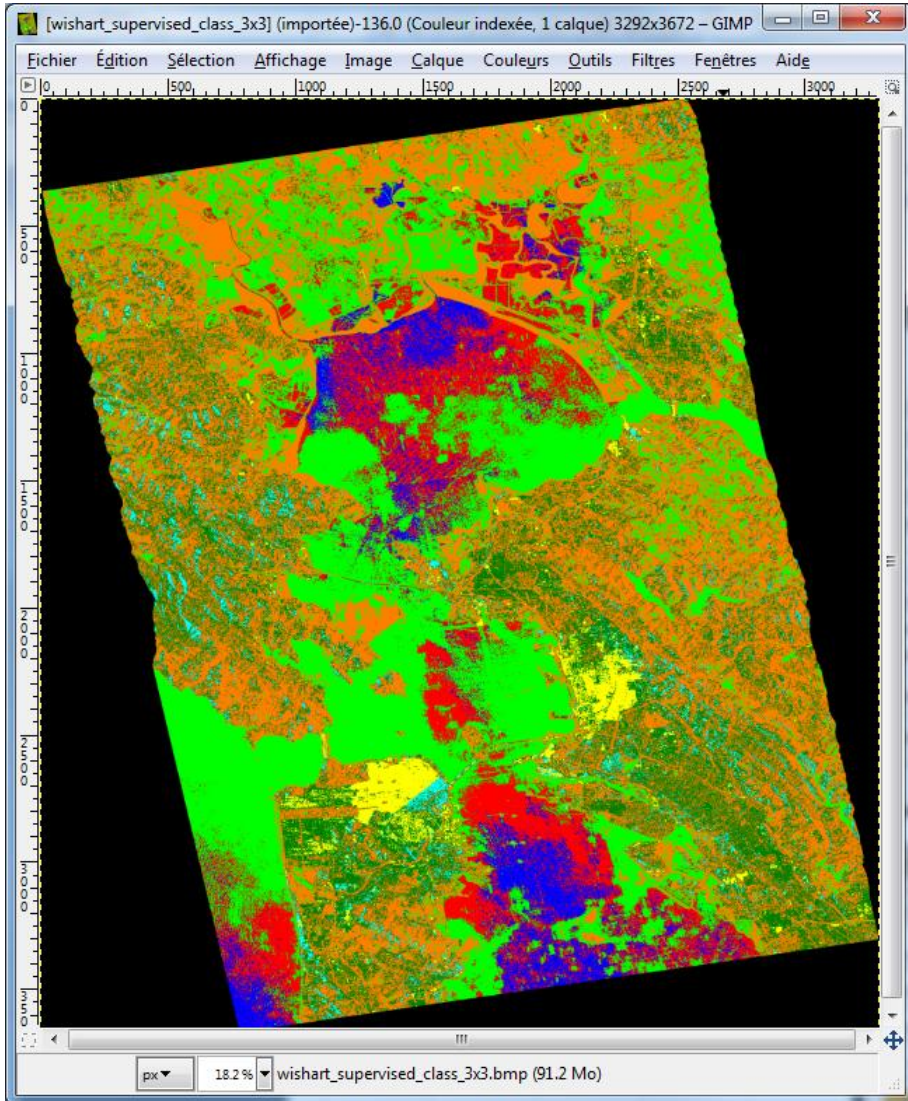 [wishart_supervised_class_3x3] (importée)-136.0 (Couleur indexée, 1 calque) 3292x3672 – GIMP
Fichier Édition Sélection Affichage Image Calque Couleurs Outils Filtres Fenêtres Aide
0 500 1000 1500 2000 2500 3000
0
500
1000
1500
2000
2500
3000
350
px 18.2 % wishart_supervised_class_3x3.bmp (91.2 Mo)